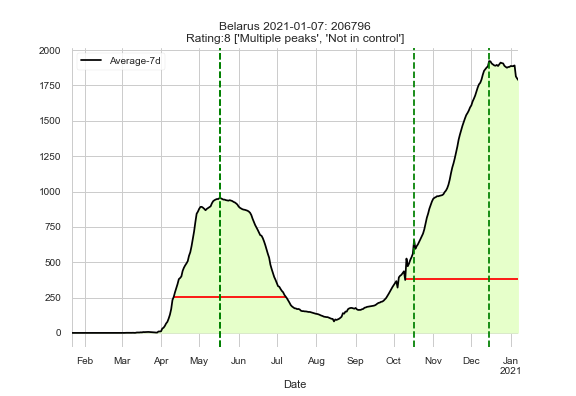 Belarus 2021-01-07: 206796
Rating:8 ['Multiple peaks', 'Not in control']
Average-7d
2000
1750
1500
1250
1000
750
500
250
0
Feb Mar Apr May Jun Jul Aug Sep Oct Nov Dec Jan
2021
Date